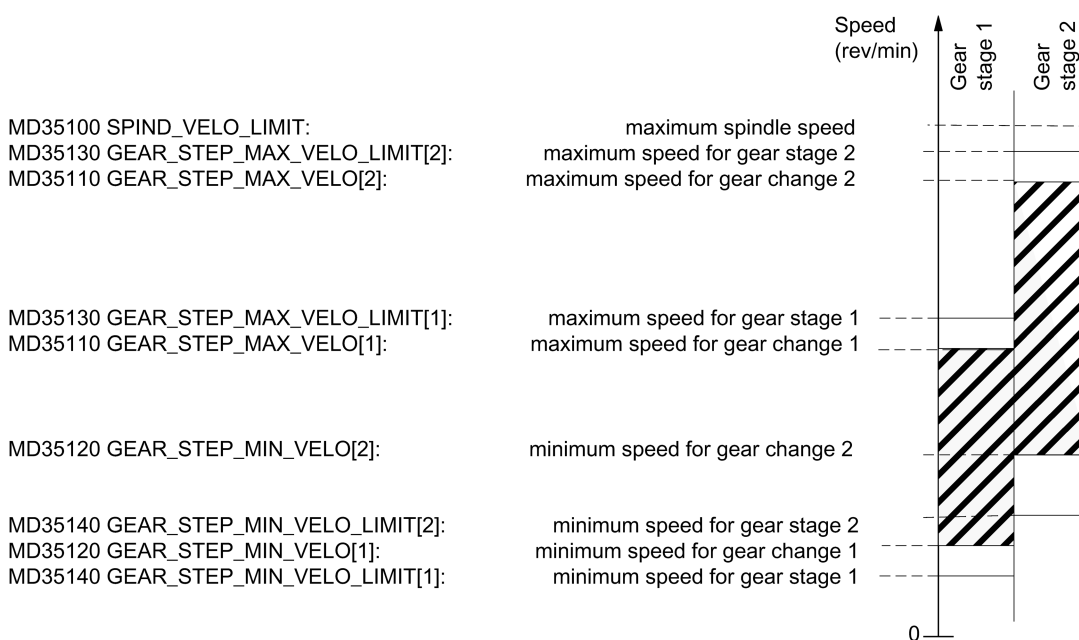 Speed
(rev/min)
Gear
stage 1
Gear
stage 2
MD35100 SPIND_VELO_LIMIT: maximum spindle speed
MD35130 GEAR_STEP_MAX_VELO_LIMIT[2]: maximum speed for gear stage 2
MD35110 GEAR_STEP_MAX_VELO[2]: maximum speed for gear change 2
MD35130 GEAR_STEP_MAX_VELO_LIMIT[1]: maximum speed for gear stage 1
MD35110 GEAR_STEP_MAX_VELO[1]: maximum speed for gear change 1
MD35120 GEAR_STEP_MIN_VELO[2]: minimum speed for gear change 2
MD35140 GEAR_STEP_MIN_VELO_LIMIT[2]: minimum speed for gear stage 2
MD35120 GEAR_STEP_MIN_VELO[1]: minimum speed for gear change 1
MD35140 GEAR_STEP_MIN_VELO_LIMIT[1]: minimum speed for gear stage 1
0